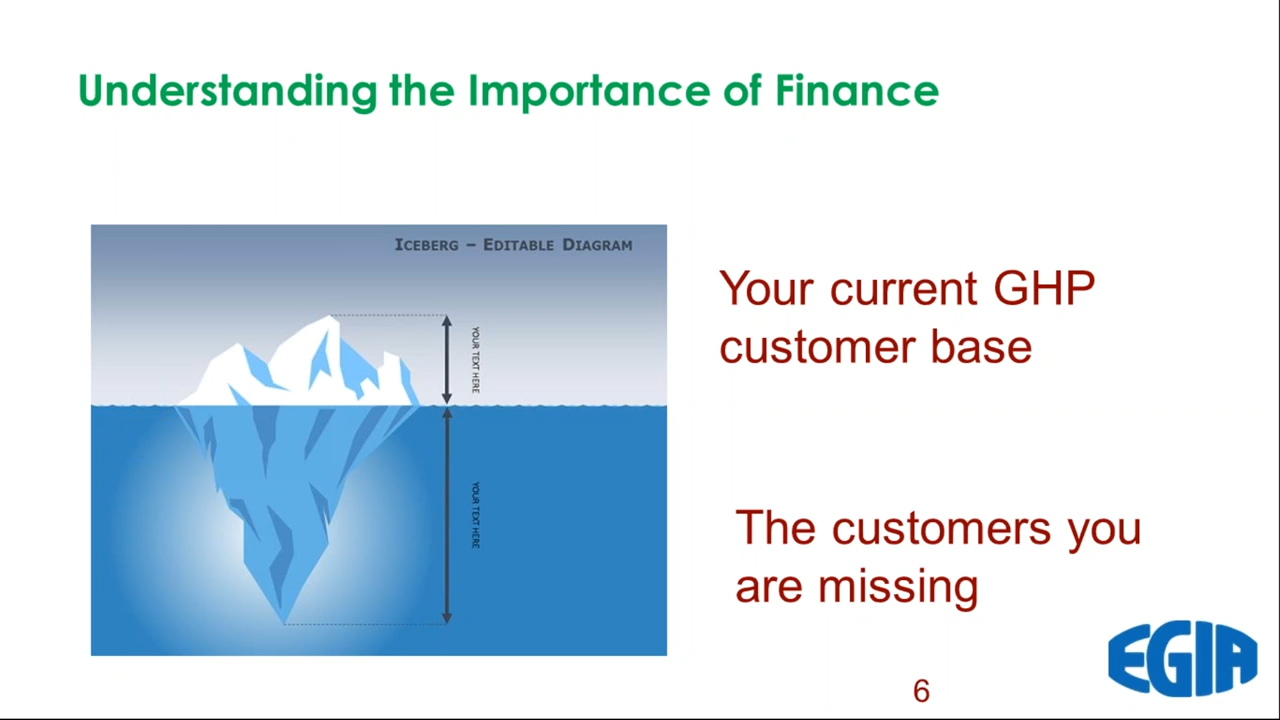 Understanding the Importance of Finance
ICEBERG – EDITABLE DIAGRAM
YOUR TEXT HERE
YOUR TEXT HERE
Your current GHP
customer base
The customers you
are missing
6
EGIA